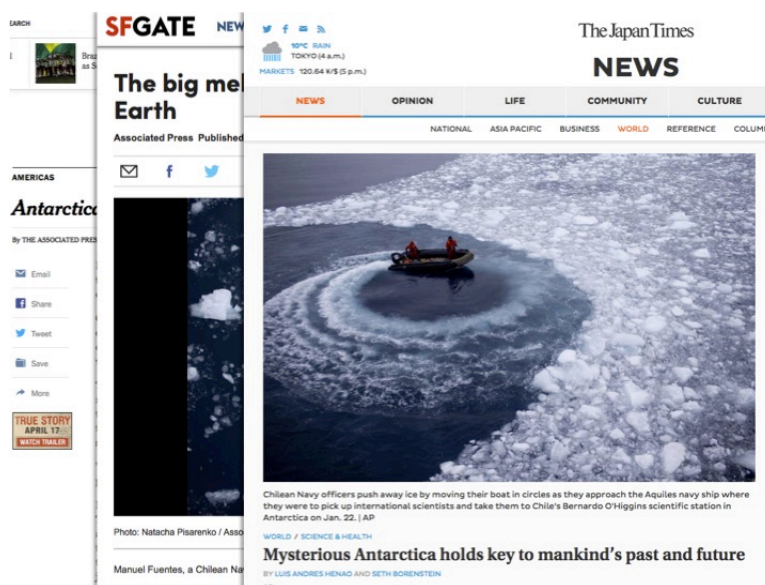 EARCH
Braz
as S
AMERICAS
Antarctica
By THE ASSOCIATED PRES
Email
Share
Tweet
Save
More
TRUE STORY
APRIL 17
WATCH TRAILER
SFGATE NEW
The big mel
Earth
Associated Press Published
Photo: Natacha Pisarenko / Asso
Manuel Fuentes, a Chilean Na
10°C RAIN
TOKYO (4 a.m.)
MARKETS 120.64 ¥/$ (5 p.m.)
The Japan Times
NEWS
NEWS OPINION LIFE COMMUNITY CULTURE
NATIONAL ASIA PACIFIC BUSINESS WORLD REFERENCE COLUM
Chilean Navy officers push away ice by moving their boat in circles as they approach the Aquiles navy ship where
they were to pick up international scientists and take them to Chile's Bernardo O'Higgins scientific station in
Antarctica on Jan. 22. | AP
WORLD / SCIENCE & HEALTH
Mysterious Antarctica holds key to mankind's past and future
BY LUIS ANDRES HENAO AND SETH BORENSTEIN